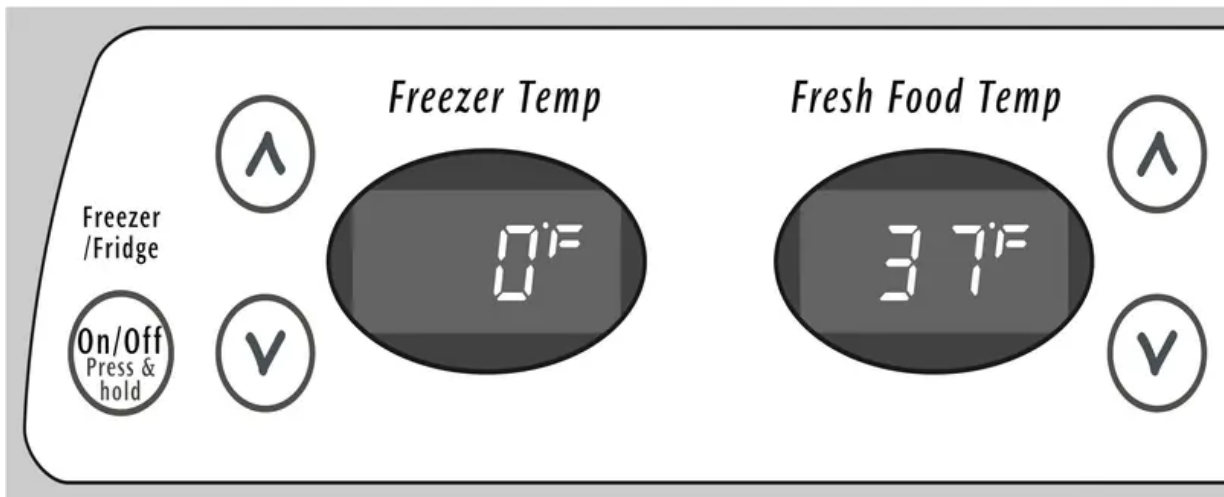 Freezer Temp
Fresh Food Temp
Freezer
/Fridge
0°F
37°F
On/Off
Press &
hold